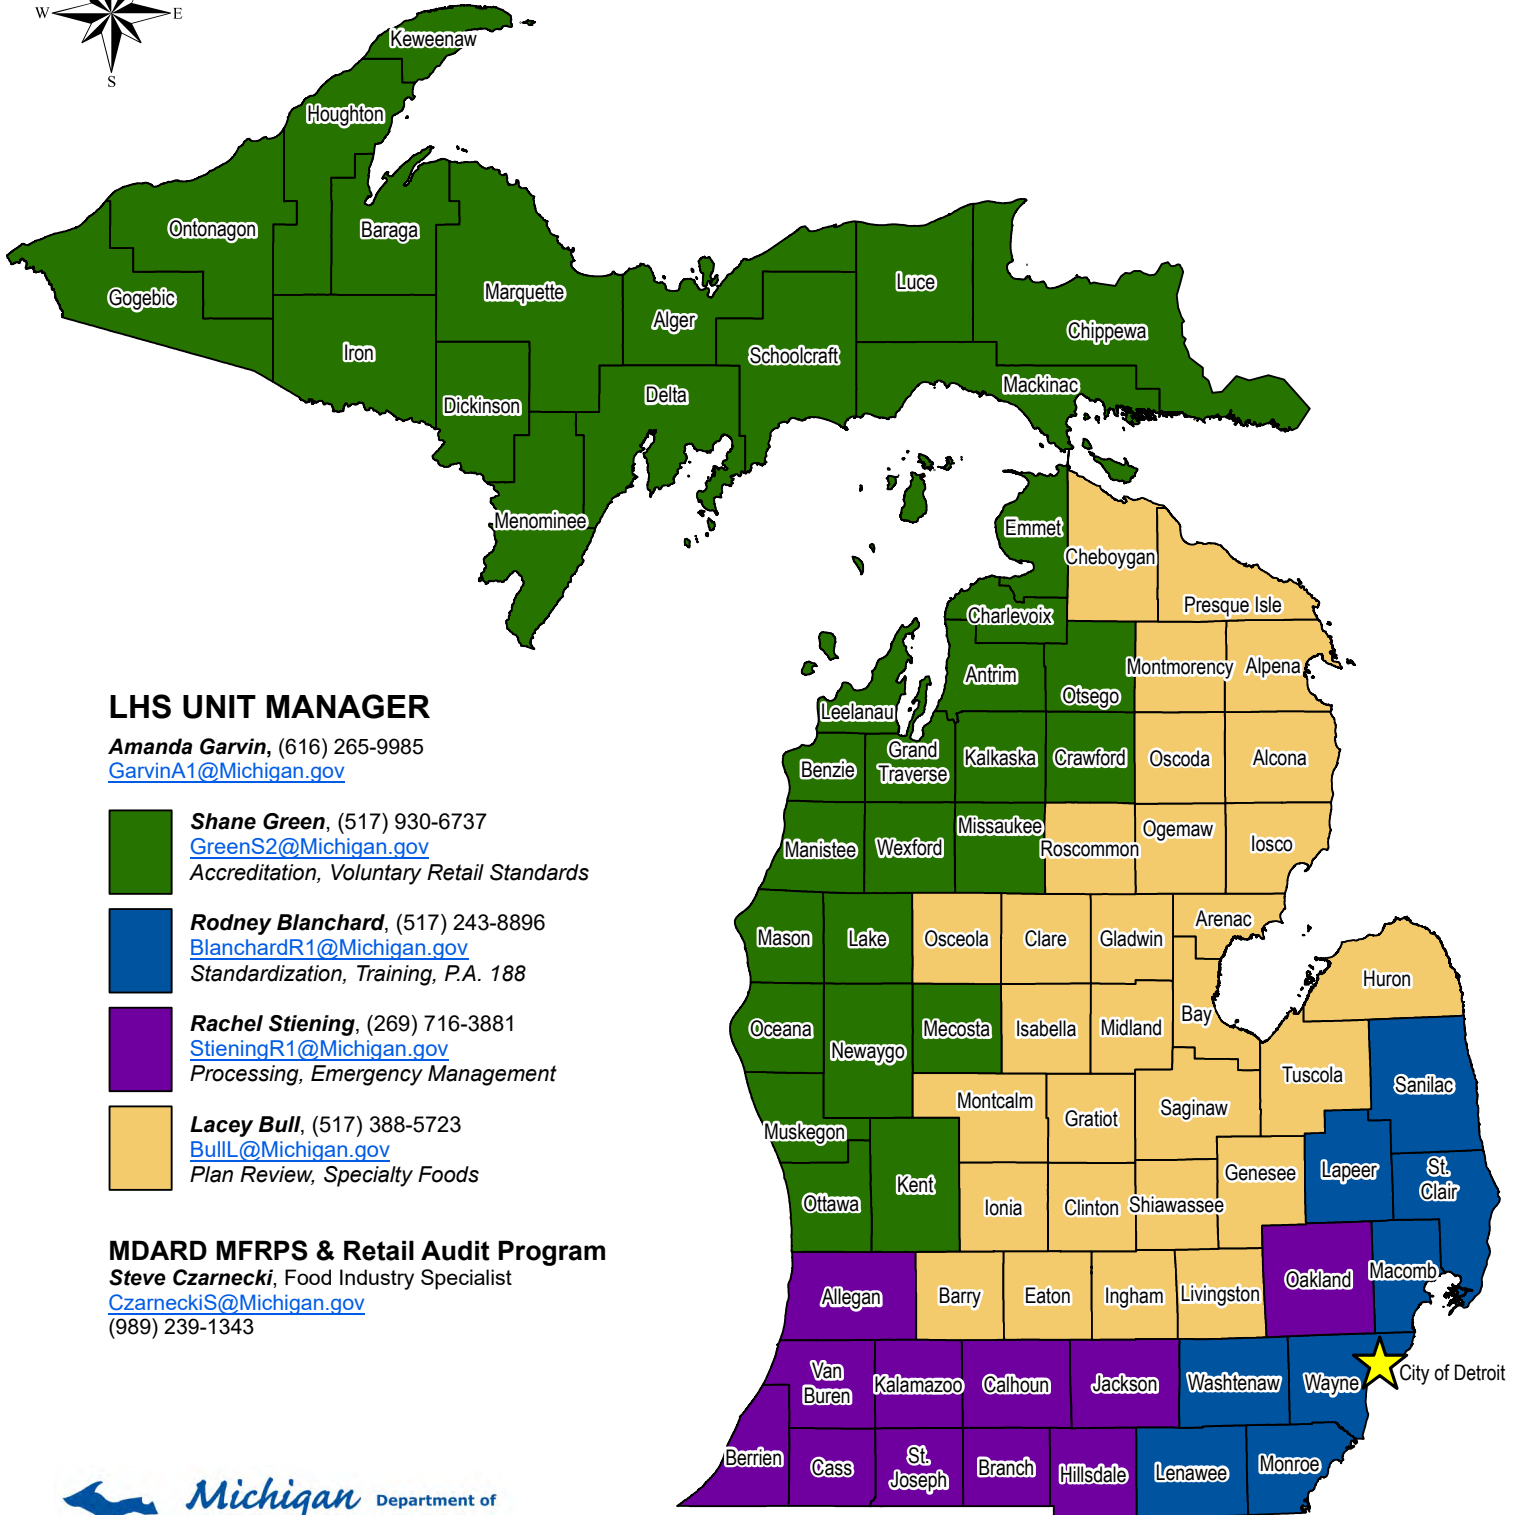 W
E
S
Keweenaw
Houghton
Ontonagon
Baraga
Gogebic
Marquette
Luce
Alger
Chippewa
Iron
Schoolcraft
Mackinac
Delta
Dickinson
Menominee
Emmet
Cheboygan
Presque Isle
Charlevoix
Antrim
Otsego
Montmorency
Alpena
Leelanau
Benzie
Grand
Traverse
Kalkaska
Crawford
Oscoda
Alcona
Manistee
Wexford
Missaukee
Roscommon
Ogemaw
Iosco
Mason
Lake
Osceola
Clare
Gladwin
Arenac
Huron
Oceana
Newaygo
Mecosta
Isabella
Midland
Bay
Tuscola
Sanilac
Muskegon
Montcalm
Gratiot
Saginaw
Genesee
Lapeer
St.
Clair
Ottawa
Kent
Ionia
Clinton
Shiawassee
Allegan
Barry
Eaton
Ingham
Livingston
Oakland
Macomb
Van
Buren
Kalamazoo
Calhoun
Jackson
Washtenaw
Wayne
City of Detroit
Berrien
Cass
St.
Joseph
Branch
Hillsdale
Lenawee
Monroe
LHS UNIT MANAGER
Amanda Garvin, (616) 265-9985
GarvinA1@Michigan.gov
Shane Green, (517) 930-6737
GreenS2@Michigan.gov
Accreditation, Voluntary Retail Standards
Rodney Blanchard, (517) 243-8896
BlanchardR1@Michigan.gov
Standardization, Training, P.A. 188
Rachel Stiening, (269) 716-3881
StieningR1@Michigan.gov
Processing, Emergency Management
Lacey Bull, (517) 388-5723
BullL@Michigan.gov
Plan Review, Specialty Foods
MDARD MFRPS & Retail Audit Program
Steve Czarnecki, Food Industry Specialist
CzarneckiS@Michigan.gov
(989) 239-1343
Michigan Department of